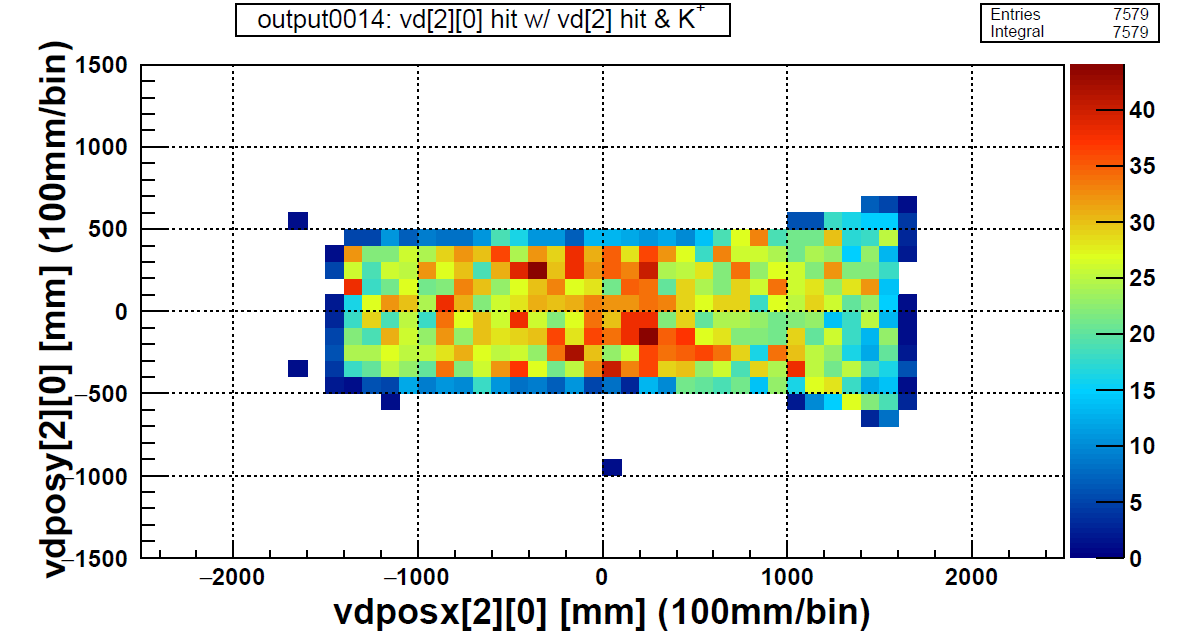 output0014: vd[2][0] hit w/ vd[2] hit & K⁺
Entries 7579
Integral 7579
vdposy[2][0] [mm] (100mm/bin)
1500
1000
500
0
−500
−1000
−1500
−2000 −1000 0 1000 2000
vdposx[2][0] [mm] (100mm/bin)
40
35
30
25
20
15
10
5
0